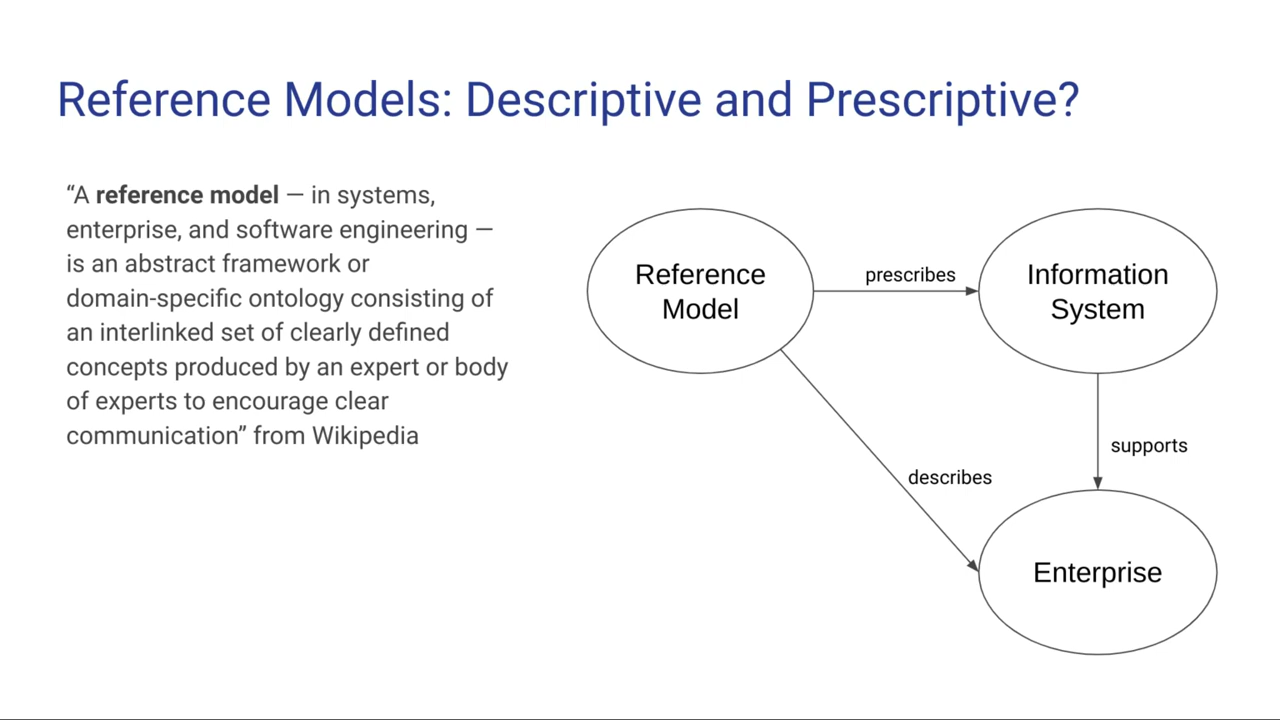 Reference Models: Descriptive and Prescriptive?
“A reference model — in systems,
enterprise, and software engineering —
is an abstract framework or
domain-specific ontology consisting of
an interlinked set of clearly defined
concepts produced by an expert or body
of experts to encourage clear
communication” from Wikipedia
Reference
Model
prescribes
Information
System
supports
describes
Enterprise